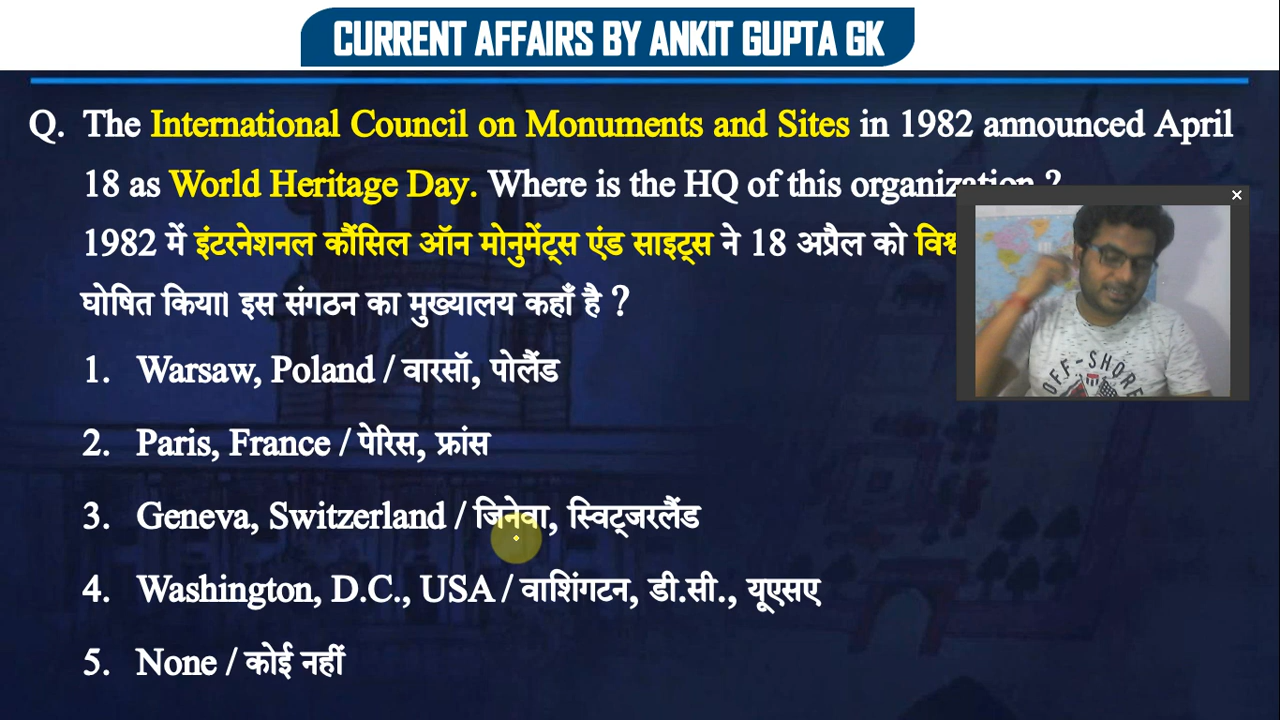 CURRENT AFFAIRS BY ANKIT GUPTA GK
Q. The International Council on Monuments and Sites in 1982 announced April
18 as World Heritage Day. Where is the HQ of this organization ?
1982 में इंटरनेशनल कौंसिल ऑन मोनुमेंट्स एंड साइट्स ने 18 अप्रैल को
घोषित किया। इस संगठन का मुख्यालय कहाँ है ?
1. Warsaw, Poland / वारसॉ, पोलैंड
2. Paris, France / पेरिस, फ्रांस
3. Geneva, Switzerland / जिनेवा, स्विट्जरलैंड
4. Washington, D.C., USA / वाशिंगटन, डी.सी., यूएसए
5. None / कोई नहीं
OFF-SHORE